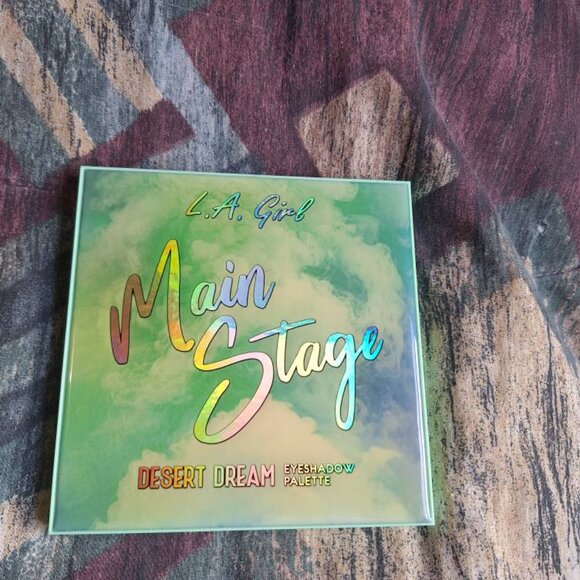 L.A. Girl
Main
Stage
DESERT DREAM EYESHADOW
PALETTE